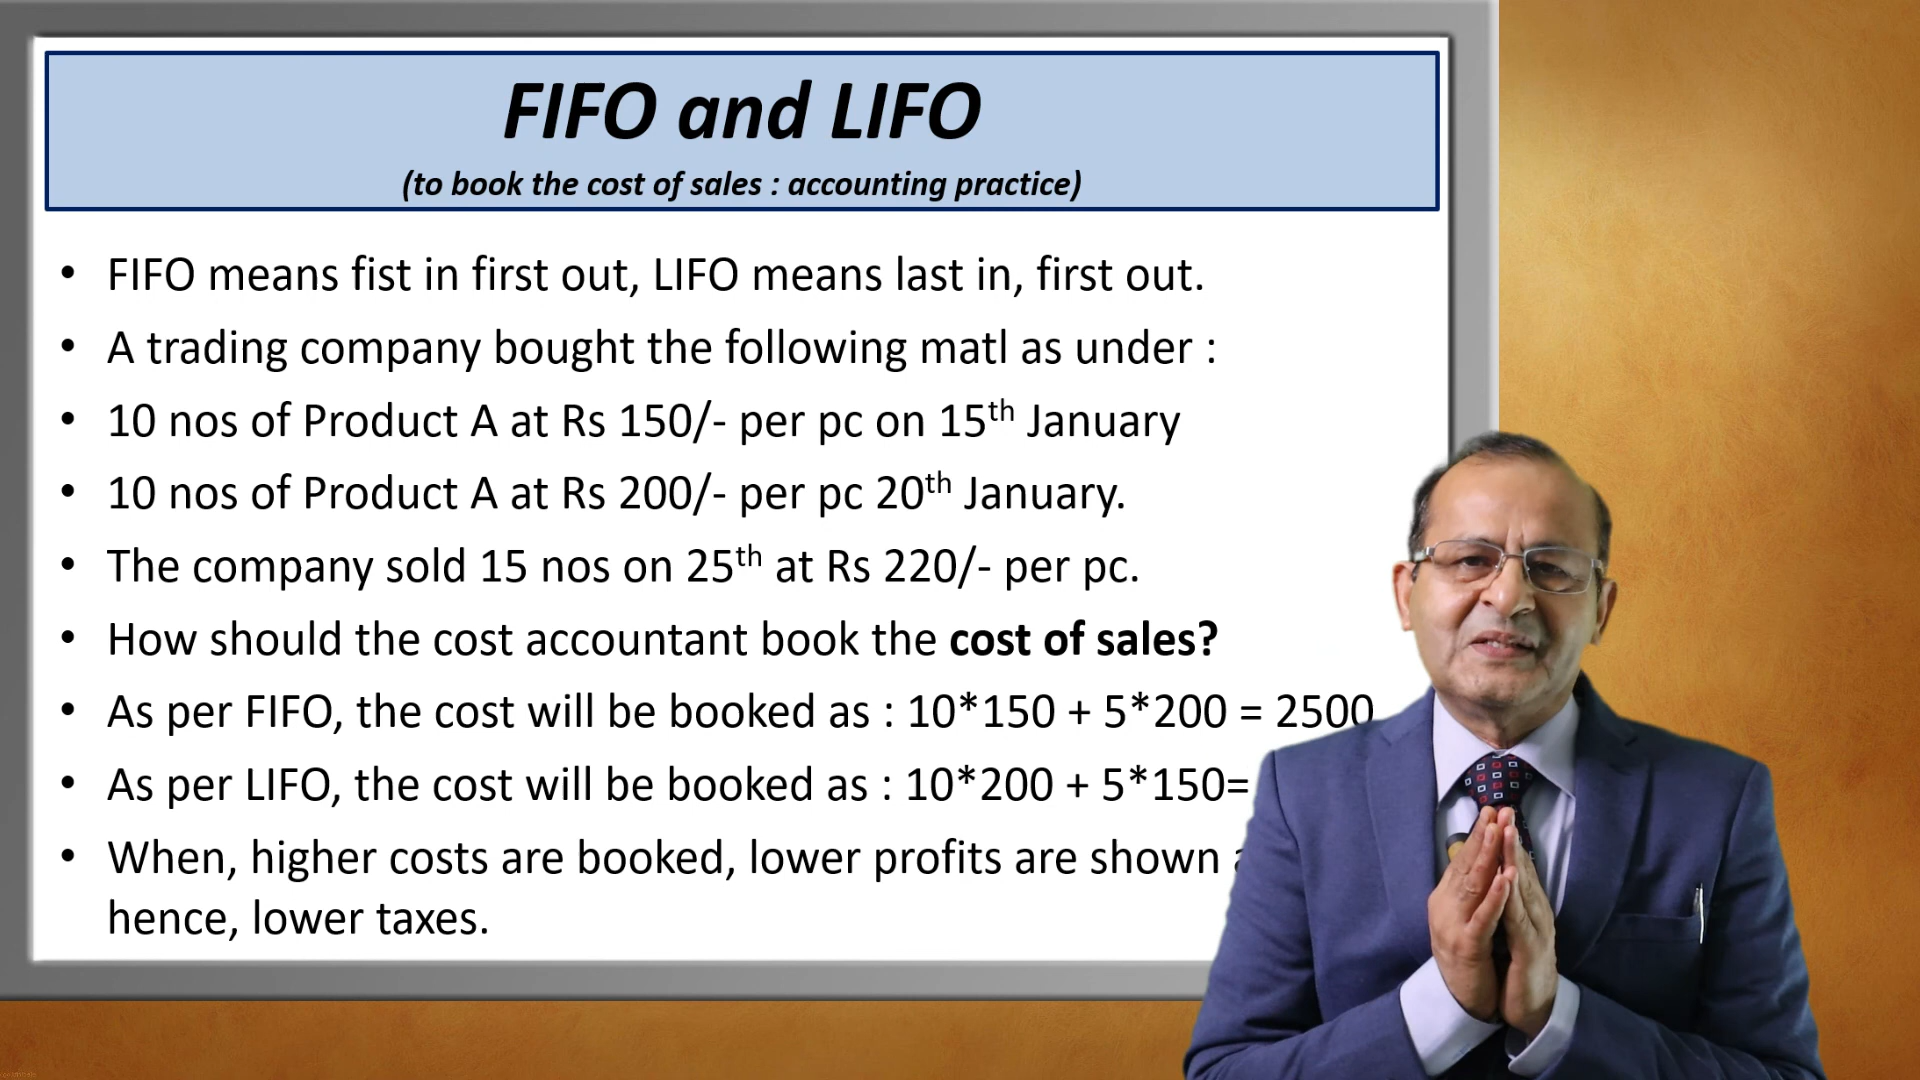 FIFO and LIFO
(to book the cost of sales : accounting practice)
• FIFO means fist in first out, LIFO means last in, first out.
• A trading company bought the following matl as under :
• 10 nos of Product A at Rs 150/- per pc on 15th January
• 10 nos of Product A at Rs 200/- per pc 20th January.
• The company sold 15 nos on 25th at Rs 220/- per pc.
• How should the cost accountant book the cost of sales?
• As per FIFO, the cost will be booked as : 10*150 + 5*200 = 2500
• As per LIFO, the cost will be booked as : 10*200 + 5*150=
• When, higher costs are booked, lower profits are shown
hence, lower taxes.